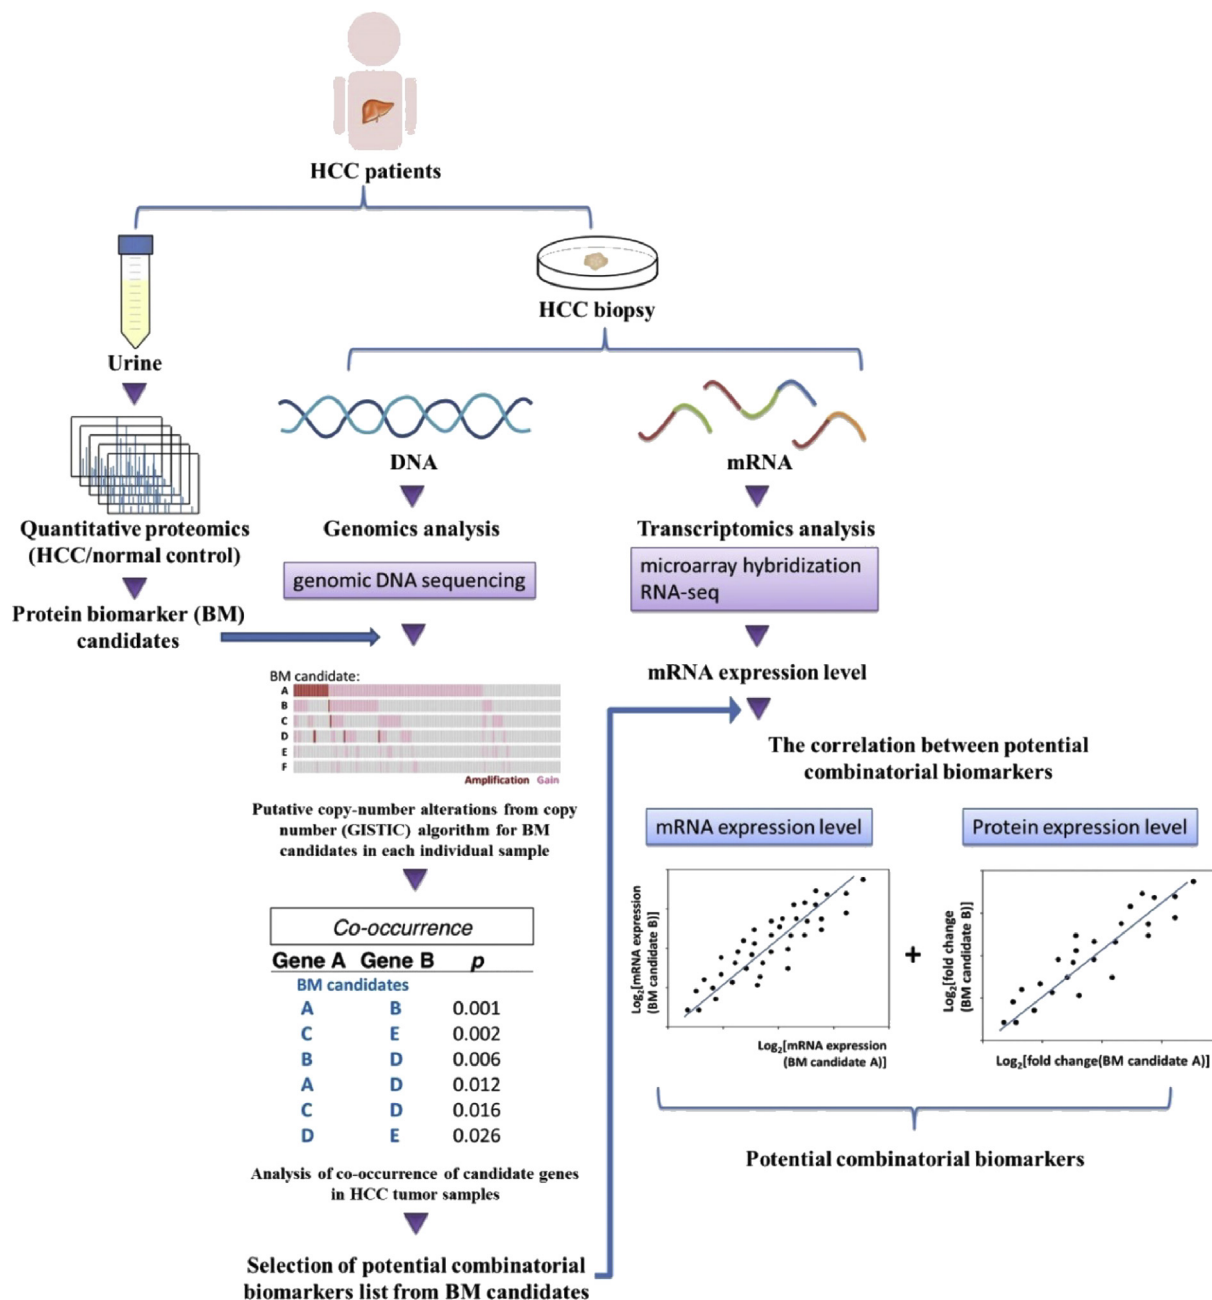 HCC patients
Urine
HCC biopsy
DNA
mRNA
Quantitative proteomics
(HCC/normal control)
Protein biomarker (BM)
candidates
Genomics analysis
genomic DNA sequencing
Transcriptomics analysis
microarray hybridization
RNA-seq
mRNA expression level
BM candidate:
A
B
C
D
E
F
Amplification Gain
Putative copy-number alterations from copy
number (GISTIC) algorithm for BM
candidates in each individual sample
Co-occurrence
Gene A Gene B p
BM candidates
A B 0.001
C E 0.002
B D 0.006
A D 0.012
C D 0.016
D E 0.026
Analysis of co-occurrence of candidate genes
in HCC tumor samples
Selection of potential combinatorial
biomarkers list from BM candidates
The correlation between potential
combinatorial biomarkers
mRNA expression level
Log2[mRNA expression
(BM candidate B)]
Log2[mRNA expression
(BM candidate A)]
+
Protein expression level
Log2[fold change
(BM candidate B)]
Log2[fold change(BM candidate A)]
Potential combinatorial biomarkers